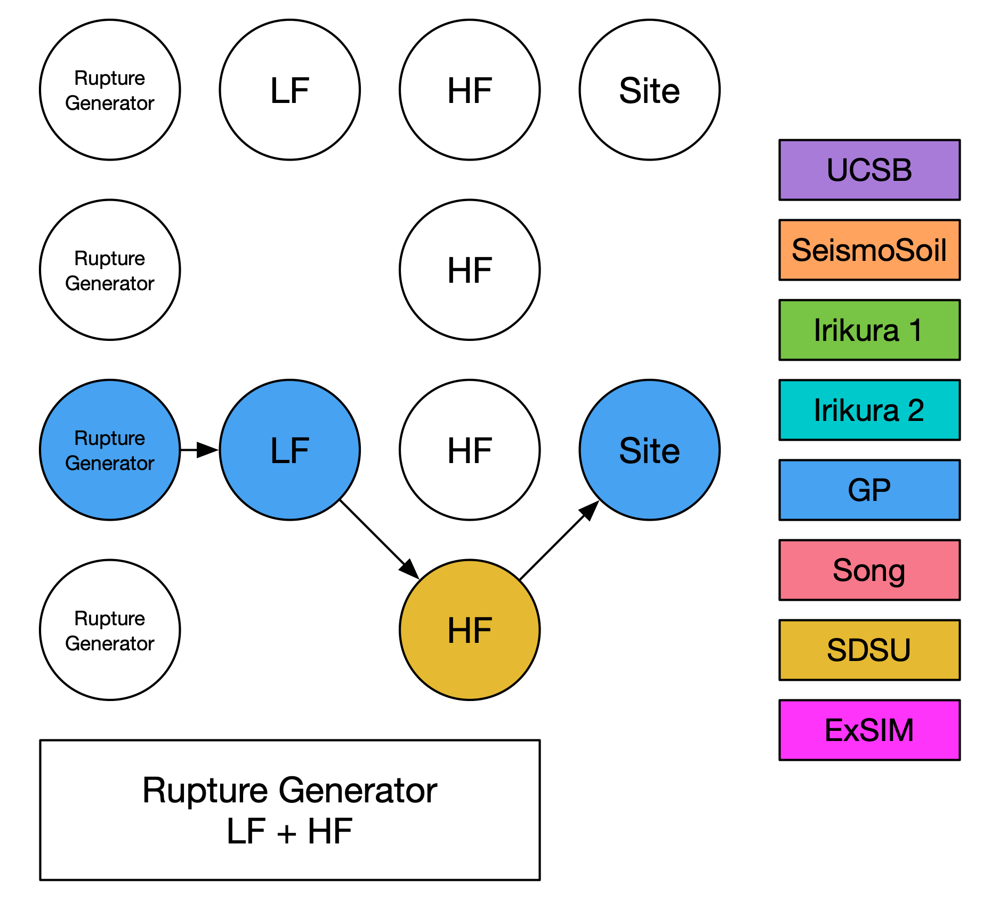 Rupture
Generator
LF
HF
Site
UCSB
SeismoSoil
Rupture
Generator
HF
Irikura 1
Irikura 2
Rupture
Generator
LF
HF
Site
GP
Song
Rupture
Generator
HF
SDSU
ExSIM
Rupture Generator
LF + HF